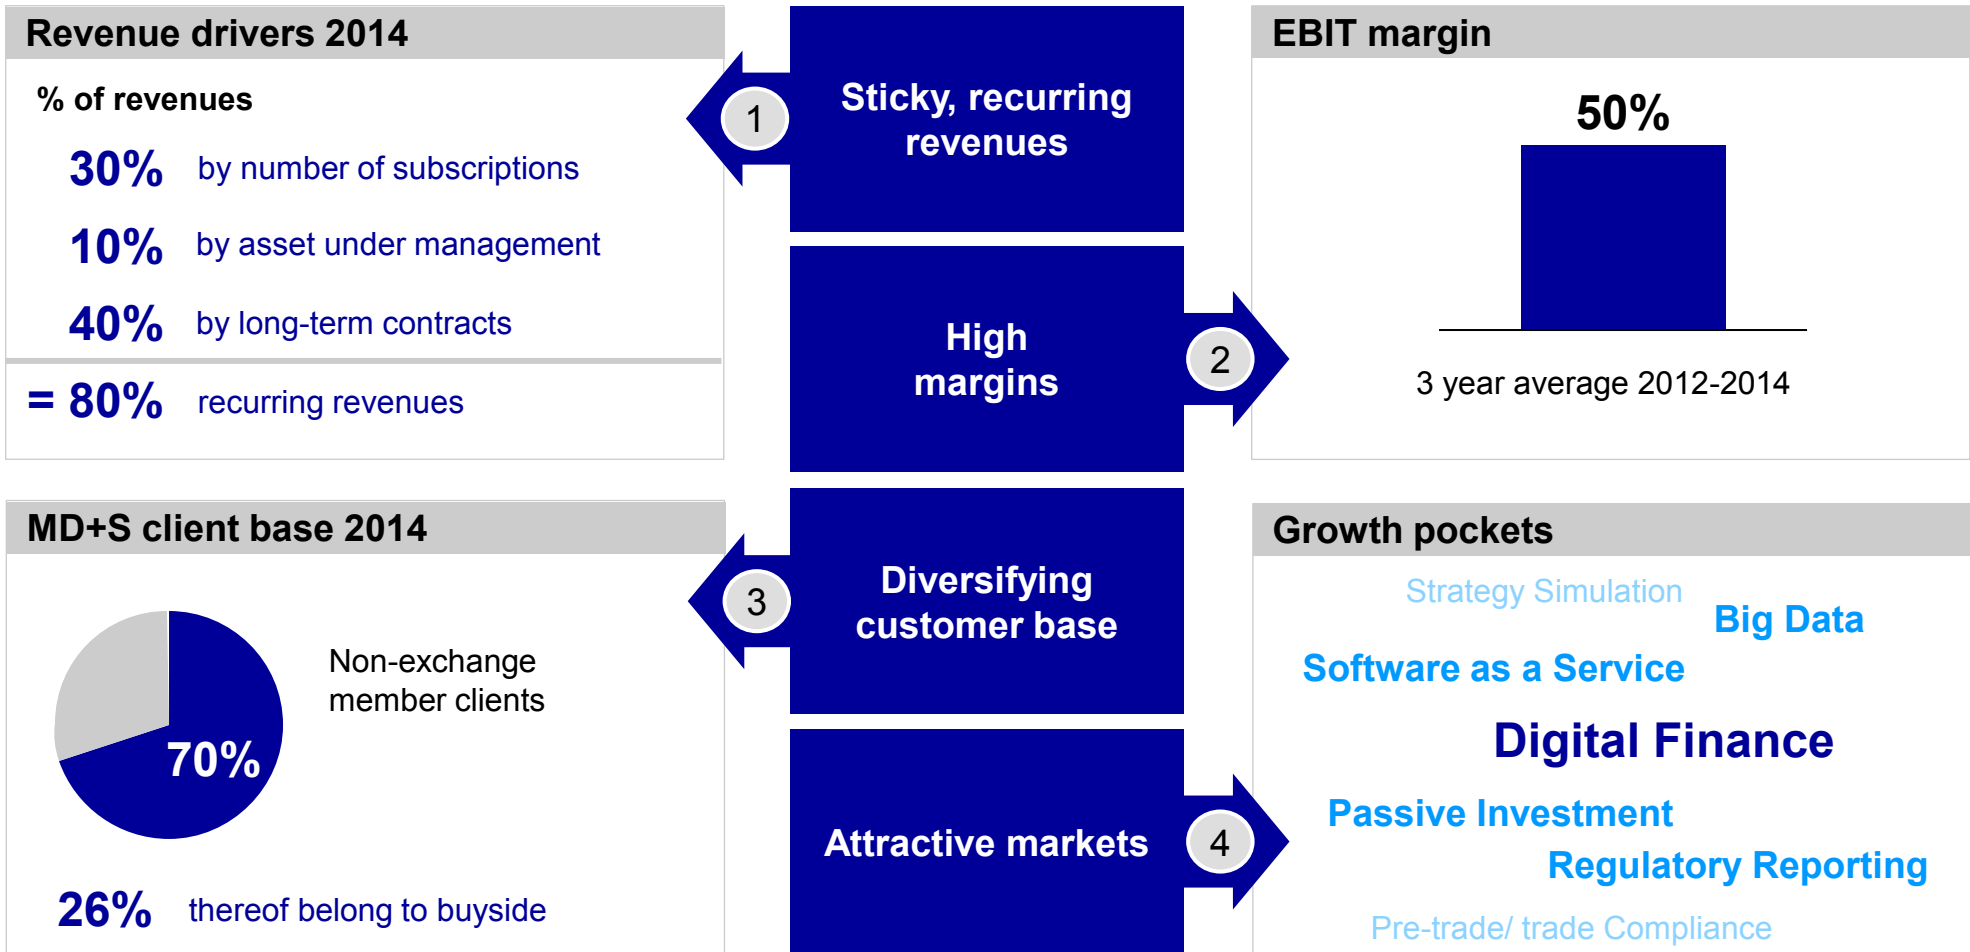 Revenue drivers 2014
% of revenues
30% by number of subscriptions
10% by asset under management
40% by long-term contracts
= 80% recurring revenues
1
Sticky, recurring
revenues
High
margins
2
EBIT margin
50%
3 year average 2012-2014
MD+S client base 2014
70%
Non-exchange
member clients
26% thereof belong to buyside
3
Diversifying
customer base
Attractive markets
4
Growth pockets
Strategy Simulation
Big Data
Software as a Service
Digital Finance
Passive Investment
Regulatory Reporting
Pre-trade/ trade Compliance